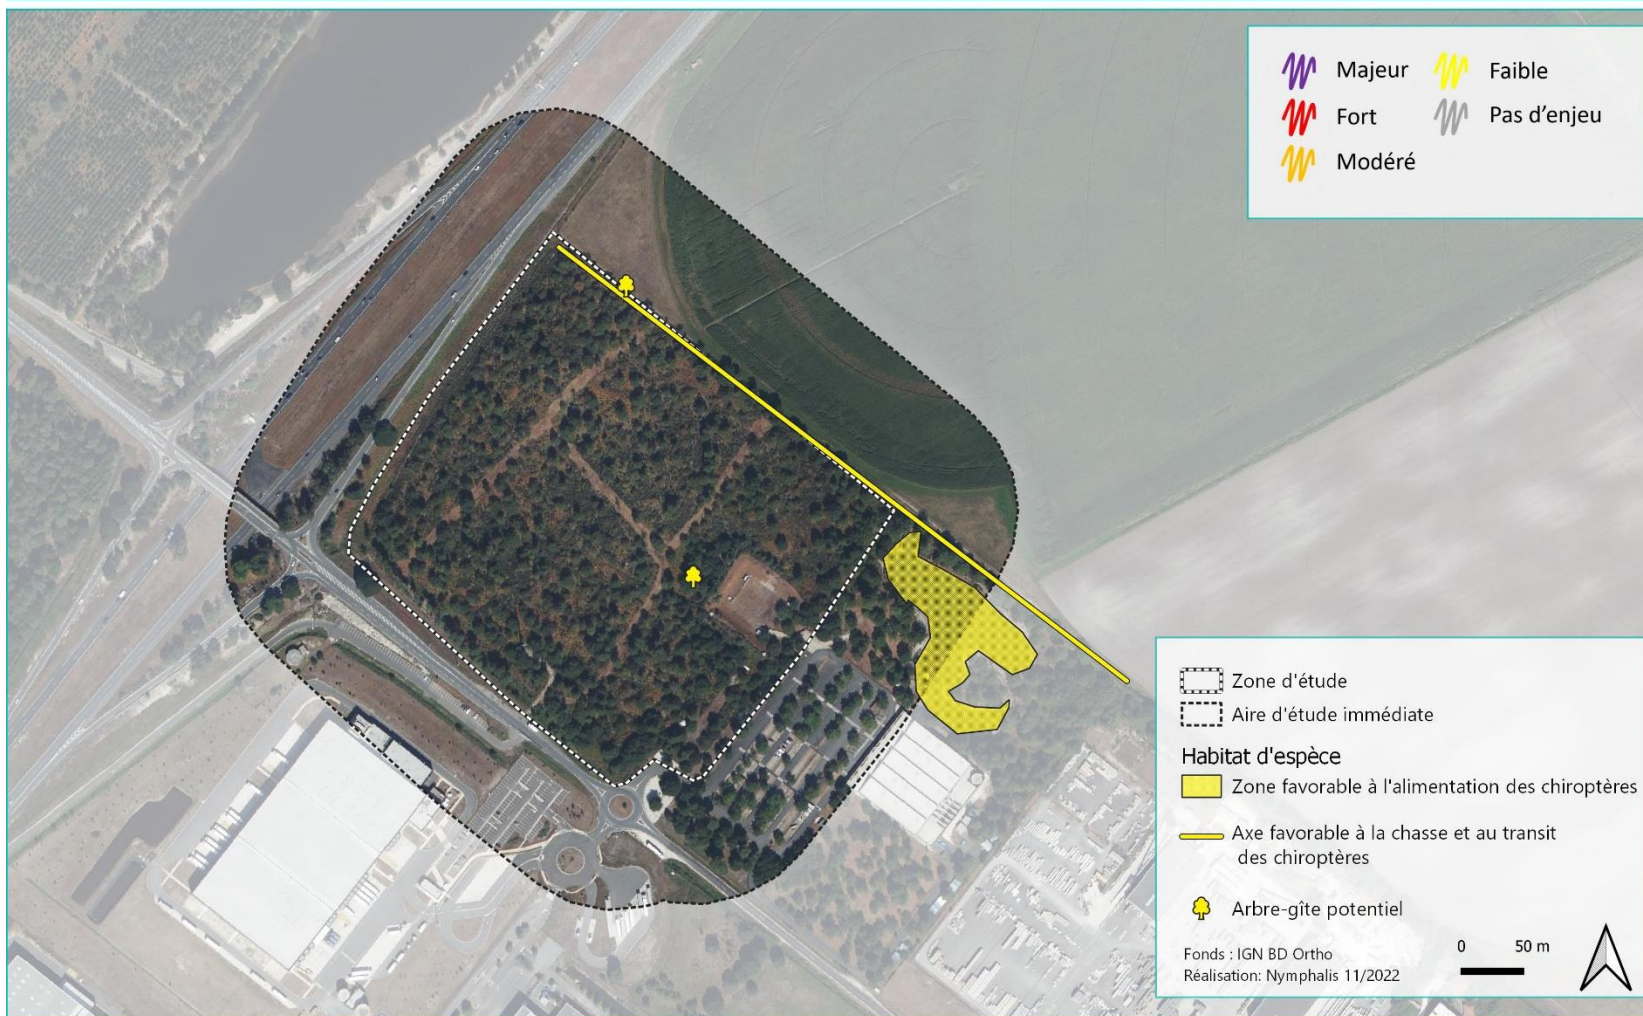 Majeur
Faible
Fort
Pas d'enjeu
Modéré
Zone d'étude
Aire d'étude immédiate
Habitat d'espèce
Zone favorable à l'alimentation des chiroptères
Axe favorable à la chasse et au transit
des chiroptères
Arbre-gîte potentiel
Fonds : IGN BD Ortho
Réalisation: Nymphalis 11/2022
0 50 m